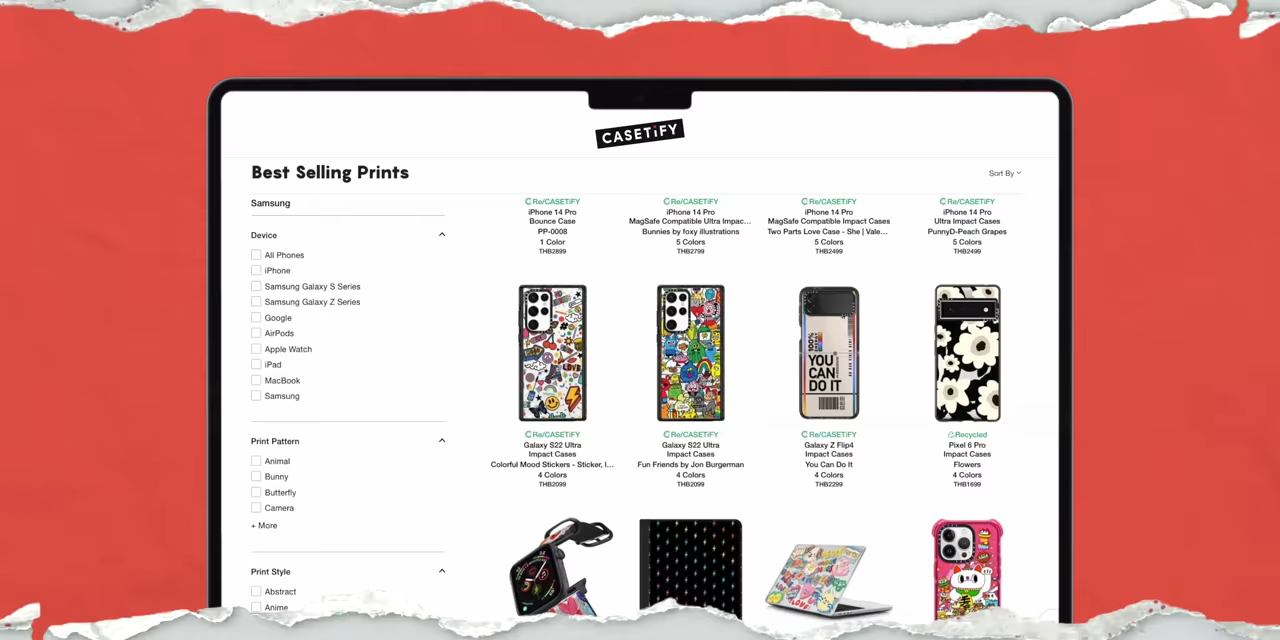 CASETiFY
Best Selling Prints
Sort By
Samsung
Device
All Phones
iPhone
Samsung Galaxy S Series
Samsung Galaxy Z Series
Google
AirPods
Apple Watch
iPad
MacBook
Samsung
Print Pattern
Animal
Bunny
Butterfly
Camera
+ More
Print Style
Abstract
Anime
Re/CASETiFY
iPhone 14 Pro
Bounce Case
PP-0008
1 Color
THB2899
Re/CASETiFY
iPhone 14 Pro
MagSafe Compatible Ultra Impac...
Bunnies by foxy illustrations
5 Colors
THB2799
Re/CASETiFY
iPhone 14 Pro
MagSafe Compatible Impact Cases
Two Parts Love Case - She | Vale...
5 Colors
THB2499
Re/CASETiFY
iPhone 14 Pro
Ultra Impact Cases
PunnyD-Peach Grapes
5 Colors
THB2499
LOVE
Re/CASETiFY
Galaxy S22 Ultra
Impact Cases
Colorful Mood Stickers - Sticker, I...
4 Colors
THB2099
Re/CASETiFY
Galaxy S22 Ultra
Impact Cases
Fun Friends by Jon Burgerman
4 Colors
THB2099
100%
YOU
CAN
DO IT
Re/CASETiFY
Galaxy Z Flip4
Impact Cases
You Can Do It
4 Colors
THB2299
Recycled
Pixel 6 Pro
Impact Cases
Flowers
4 Colors
THB1699